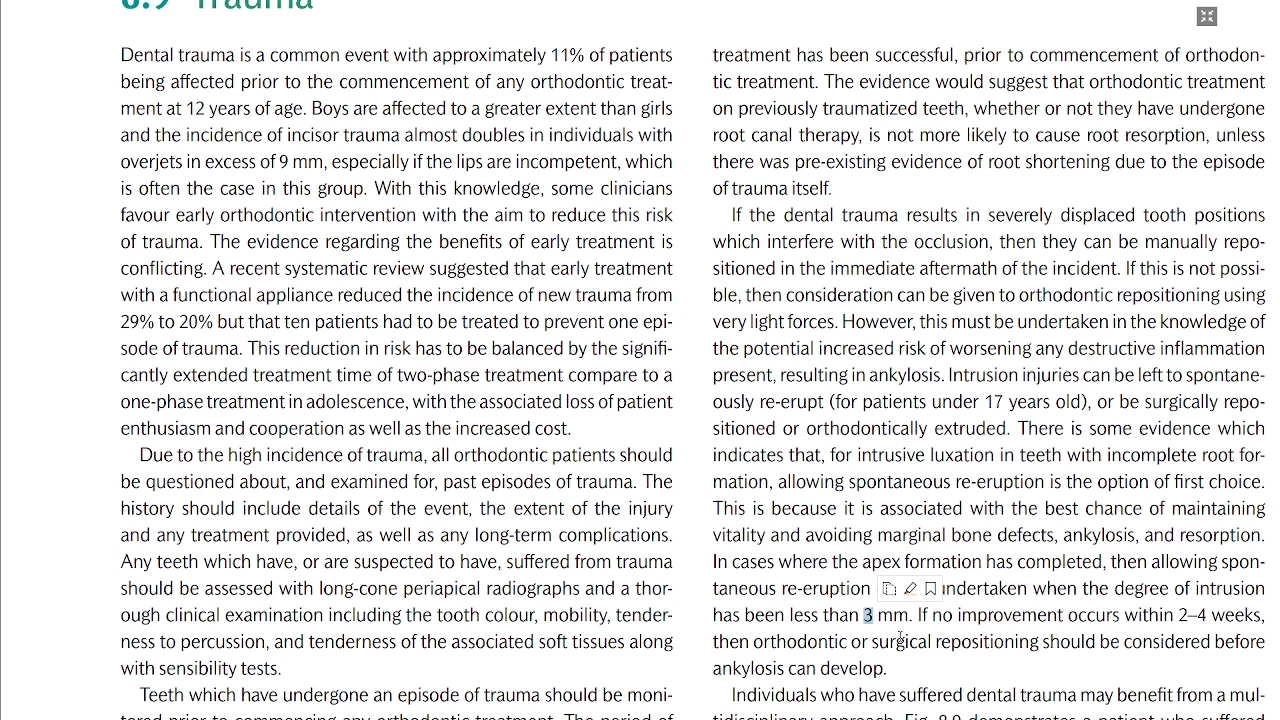 8.9 Trauma
Dental trauma is a common event with approximately 11% of patients
being affected prior to the commencement of any orthodontic treat-
ment at 12 years of age. Boys are affected to a greater extent than girls
and the incidence of incisor trauma almost doubles in individuals with
overjets in excess of 9 mm, especially if the lips are incompetent, which
is often the case in this group. With this knowledge, some clinicians
favour early orthodontic intervention with the aim to reduce this risk
of trauma. The evidence regarding the benefits of early treatment is
conflicting. A recent systematic review suggested that early treatment
with a functional appliance reduced the incidence of new trauma from
29% to 20% but that ten patients had to be treated to prevent one epi-
sode of trauma. This reduction in risk has to be balanced by the signifi-
cantly extended treatment time of two-phase treatment compare to a
one-phase treatment in adolescence, with the associated loss of patient
enthusiasm and cooperation as well as the increased cost.
Due to the high incidence of trauma, all orthodontic patients should
be questioned about, and examined for, past episodes of trauma. The
history should include details of the event, the extent of the injury
and any treatment provided, as well as any long-term complications.
Any teeth which have, or are suspected to have, suffered from trauma
should be assessed with long-cone periapical radiographs and a thor-
ough clinical examination including the tooth colour, mobility, tender-
ness to percussion, and tenderness of the associated soft tissues along
with sensibility tests.
Teeth which have undergone an episode of trauma should be moni-
tored prior to commencing any orthodontic treatment. The period of
treatment has been successful, prior to commencement of orthodon-
tic treatment. The evidence would suggest that orthodontic treatment
on previously traumatized teeth, whether or not they have undergone
root canal therapy, is not more likely to cause root resorption, unless
there was pre-existing evidence of root shortening due to the episode
of trauma itself.
If the dental trauma results in severely displaced tooth positions
which interfere with the occlusion, then they can be manually repo-
sitioned in the immediate aftermath of the incident. If this is not possi-
ble, then consideration can be given to orthodontic repositioning using
very light forces. However, this must be undertaken in the knowledge of
the potential increased risk of worsening any destructive inflammation
present, resulting in ankylosis. Intrusion injuries can be left to spontane-
ously re-erupt (for patients under 17 years old), or be surgically repo-
sitioned or orthodontically extruded. There is some evidence which
indicates that, for intrusive luxation in teeth with incomplete root for-
mation, allowing spontaneous re-eruption is the option of first choice.
This is because it is associated with the best chance of maintaining
vitality and avoiding marginal bone defects, ankylosis, and resorption.
In cases where the apex formation has completed, then allowing spon-
taneous re-eruption ndertaken when the degree of intrusion
has been less than 3 mm. If no improvement occurs within 2–4 weeks,
then orthodontic or surgical repositioning should be considered before
ankylosis can develop.
Individuals who have suffered dental trauma may benefit from a mul-
tidisciplinary approach. Fig. 8.9 demonstrates a patient who suffered